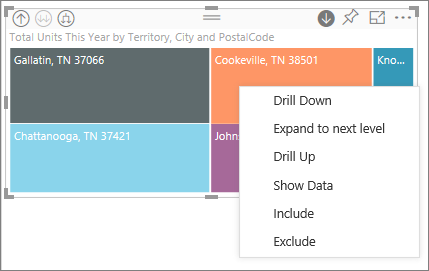 Total Units This Year by Territory, City and PostalCode
Gallatin, TN 37066
Cookeville, TN 38501
Kno...
Chattanooga, TN 37421
Johns
Drill Down
Expand to next level
Drill Up
Show Data
Include
Exclude